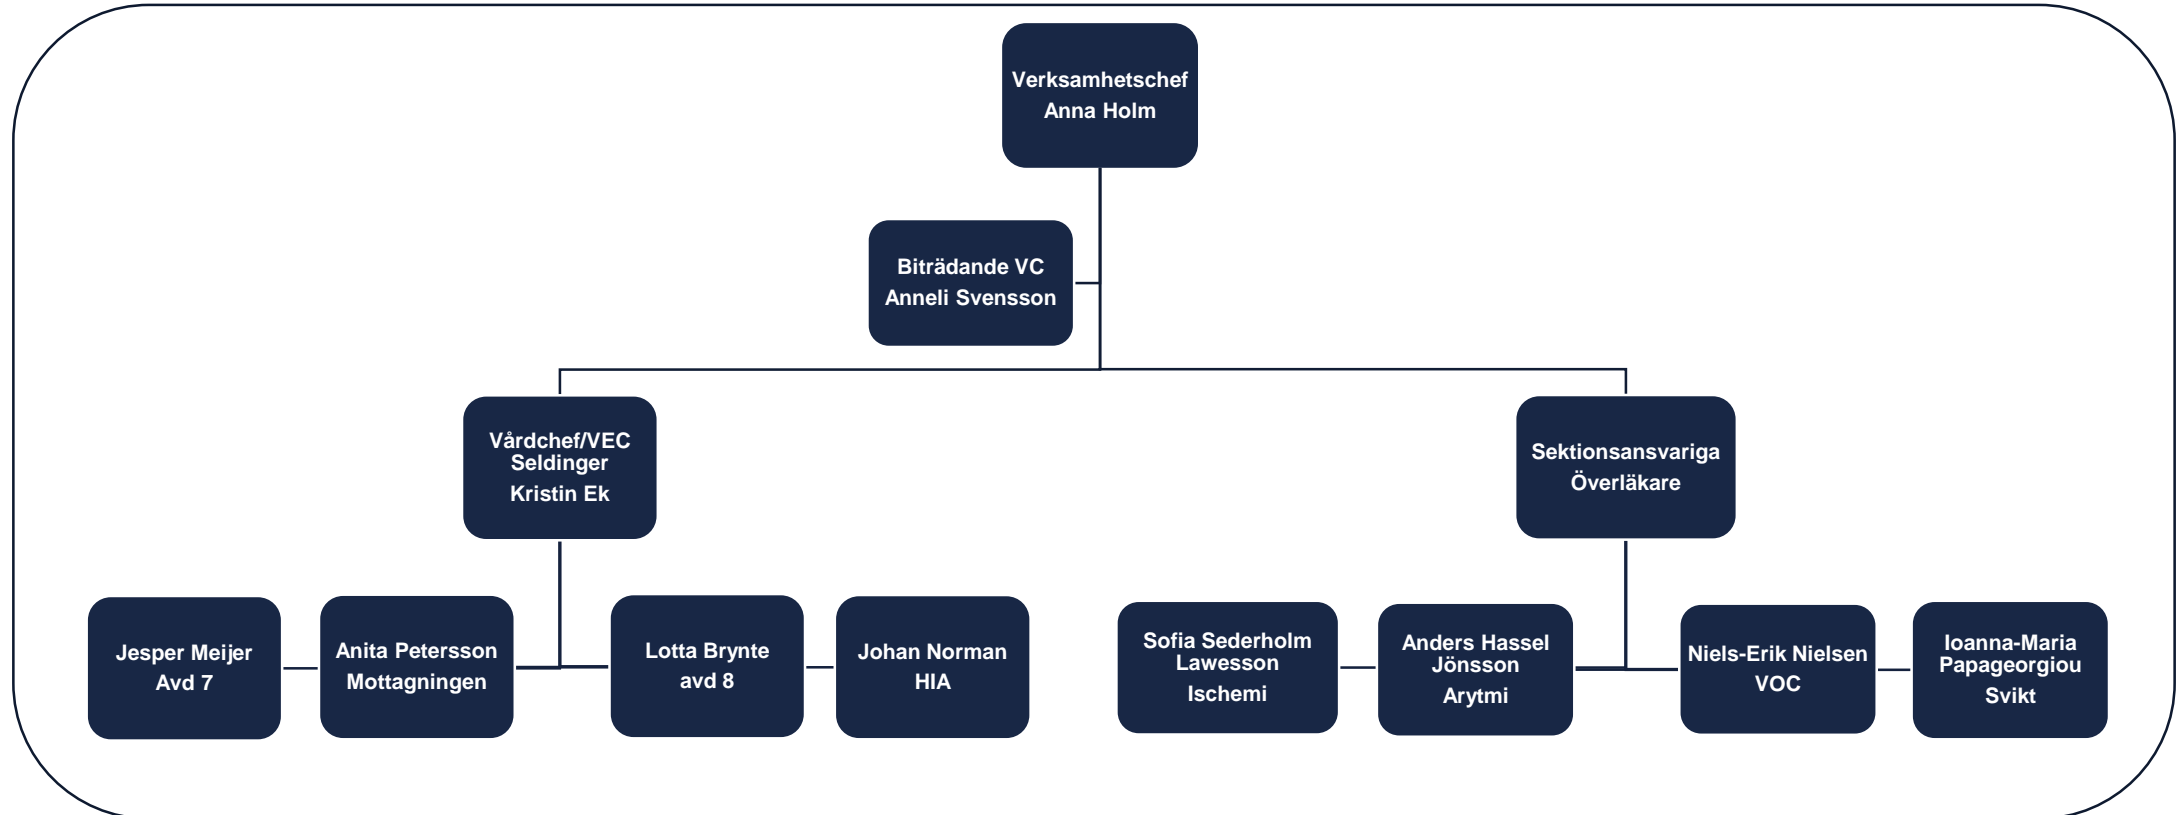 Verksamhetschef
Anna Holm
Biträdande VC
Anneli Svensson
Vårdchef/VEC
Seldinger
Kristin Ek
Sektionsansvariga
Överläkare
Jesper Meijer
Avd 7
Anita Petersson
Mottagningen
Lotta Brynte
avd 8
Johan Norman
HIA
Sofia Sederholm
Lawesson
Ischemi
Anders Hassel
Jönsson
Arytmi
Niels-Erik Nielsen
VOC
Ioanna-Maria
Papageorgiou
Svikt